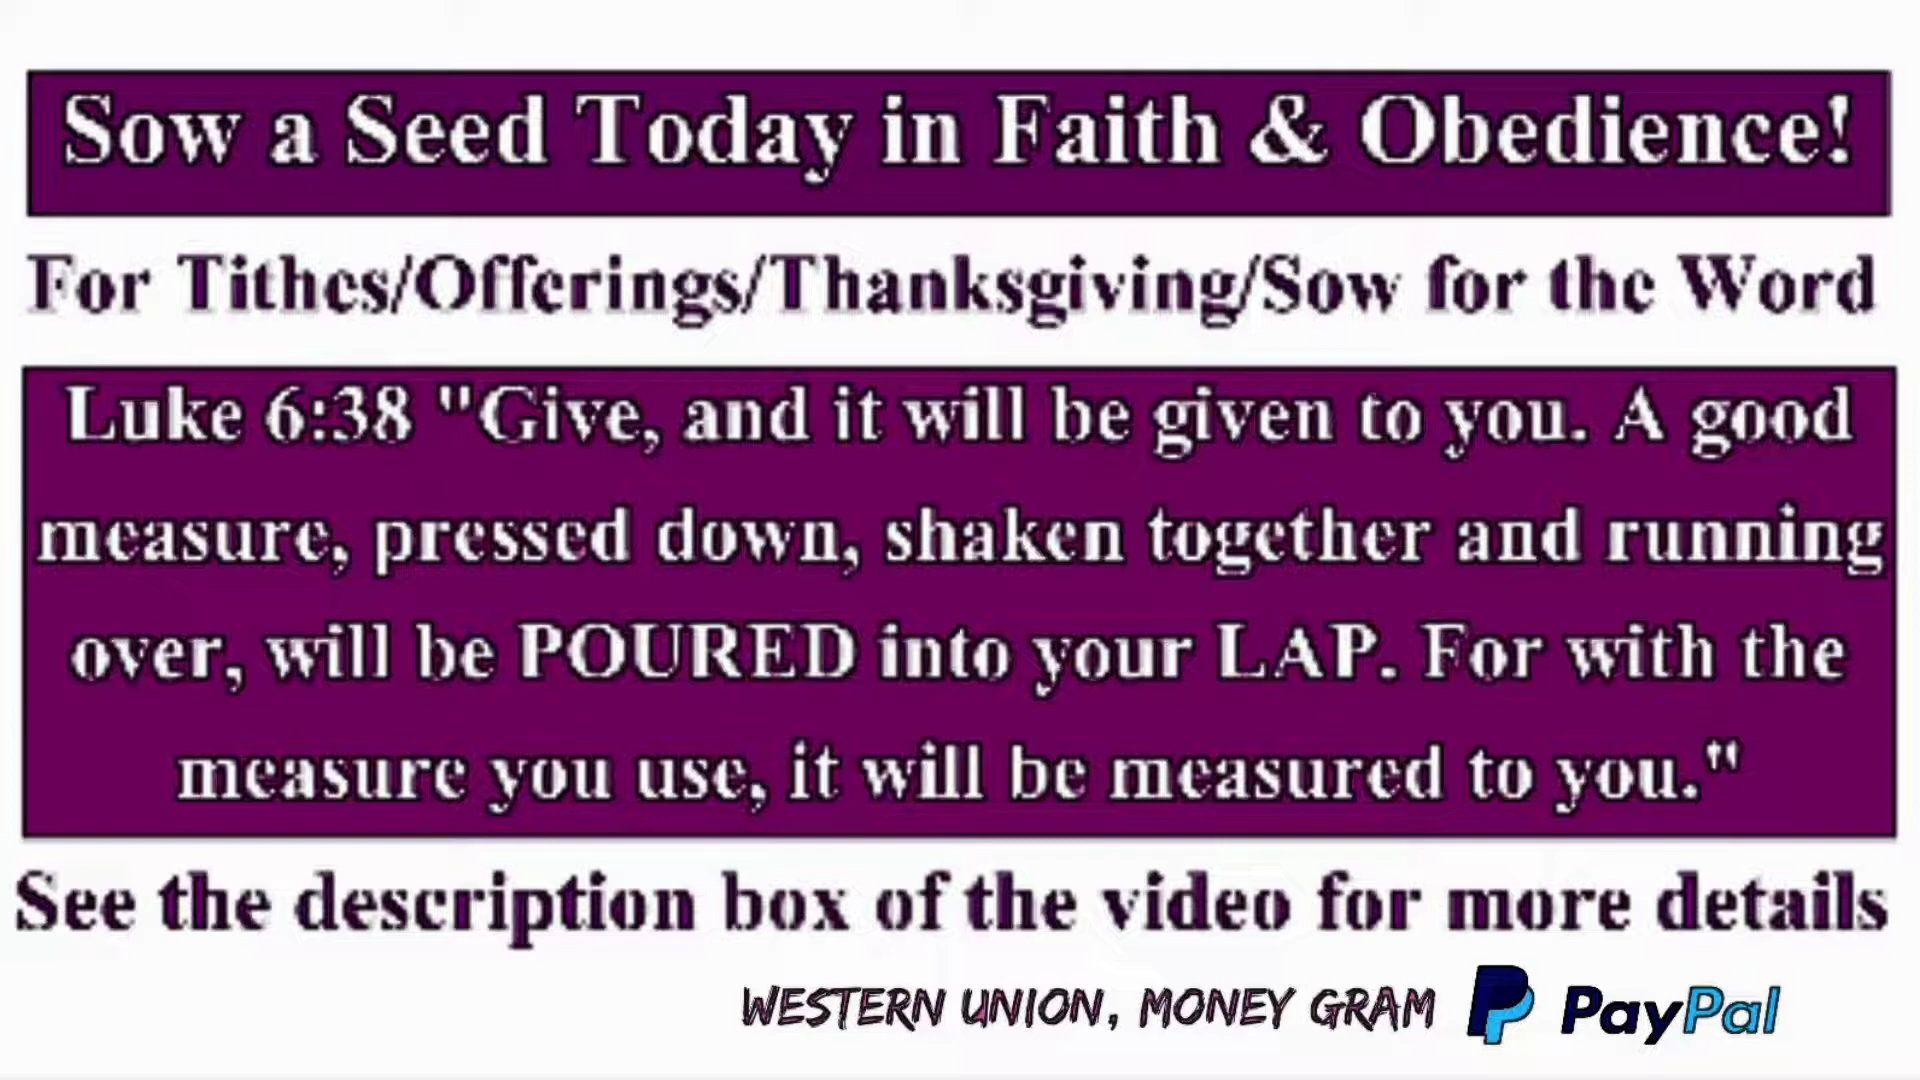 Sow a Seed Today in Faith & Obedience!
For Tithes/Offerings/Thanksgiving/Sow for the Word
Luke 6:38 "Give, and it will be given to you. A good
measure, pressed down, shaken together and running
over, will be POURED into your LAP. For with the
measure you use, it will be measured to you."
See the description box of the video for more details
WESTERN UNION, MONEY GRAM PayPal